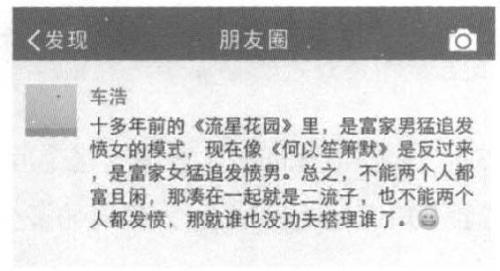 发现 朋友圈
车浩
十多年前的《流星花园》里，是富家男猛追发
愤女的模式，现在像《何以笙箫默》是反过来
，是富家女猛追发愤男。总之，不能两个人都
富且闲，那凑在一起就是二流子，也不能两个
人都发愤，那就谁也没功夫搭理谁了。